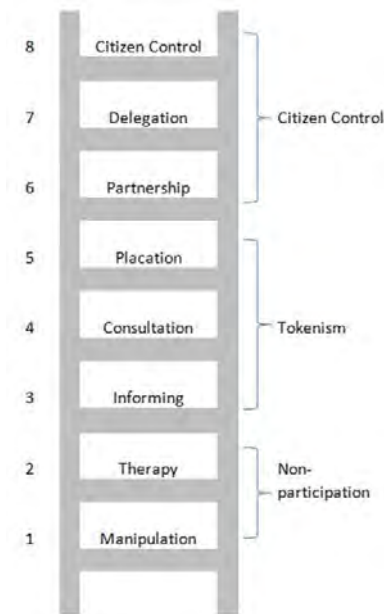 8 Citizen Control
7 Delegation Citizen Control
6 Partnership
5 Placation
4 Consultation Tokenism
3 Informing
2 Therapy Non-
participation
1 Manipulation